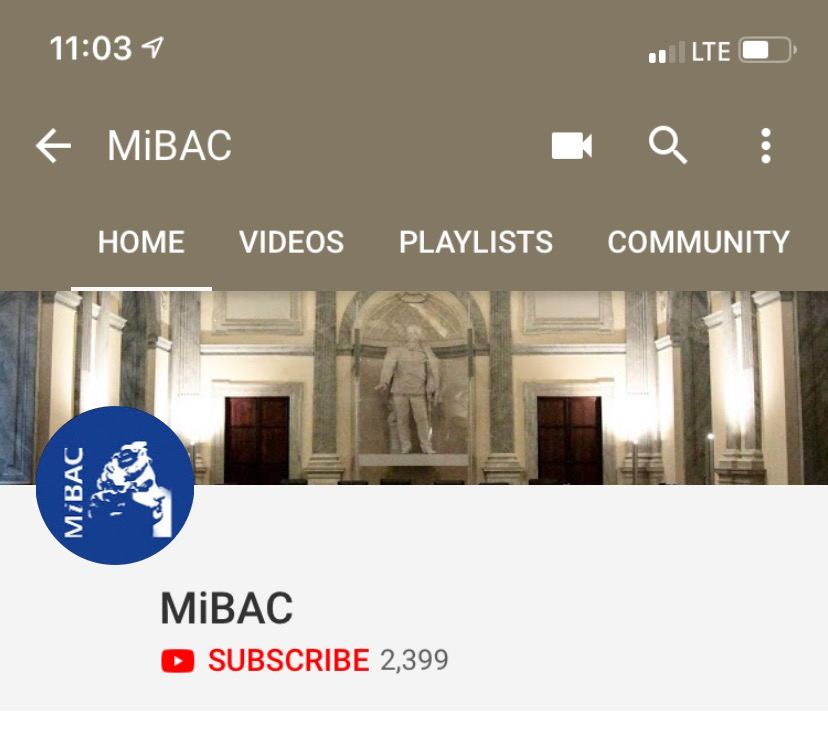 11:03 LTE
MiBAC
HOME VIDEOS PLAYLISTS COMMUNITY
MiBAC
MiBAC
SUBSCRIBE 2,399